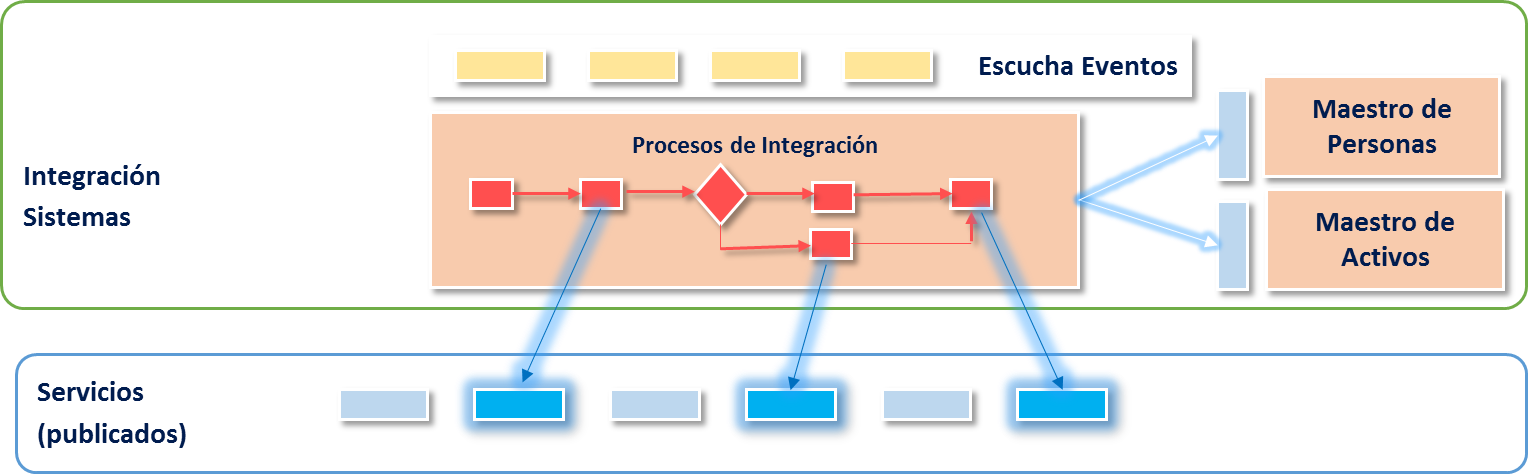 Escucha Eventos
Procesos de Integración
Maestro de
Personas
Maestro de
Activos
Integración
Sistemas
Servicios
(publicados)